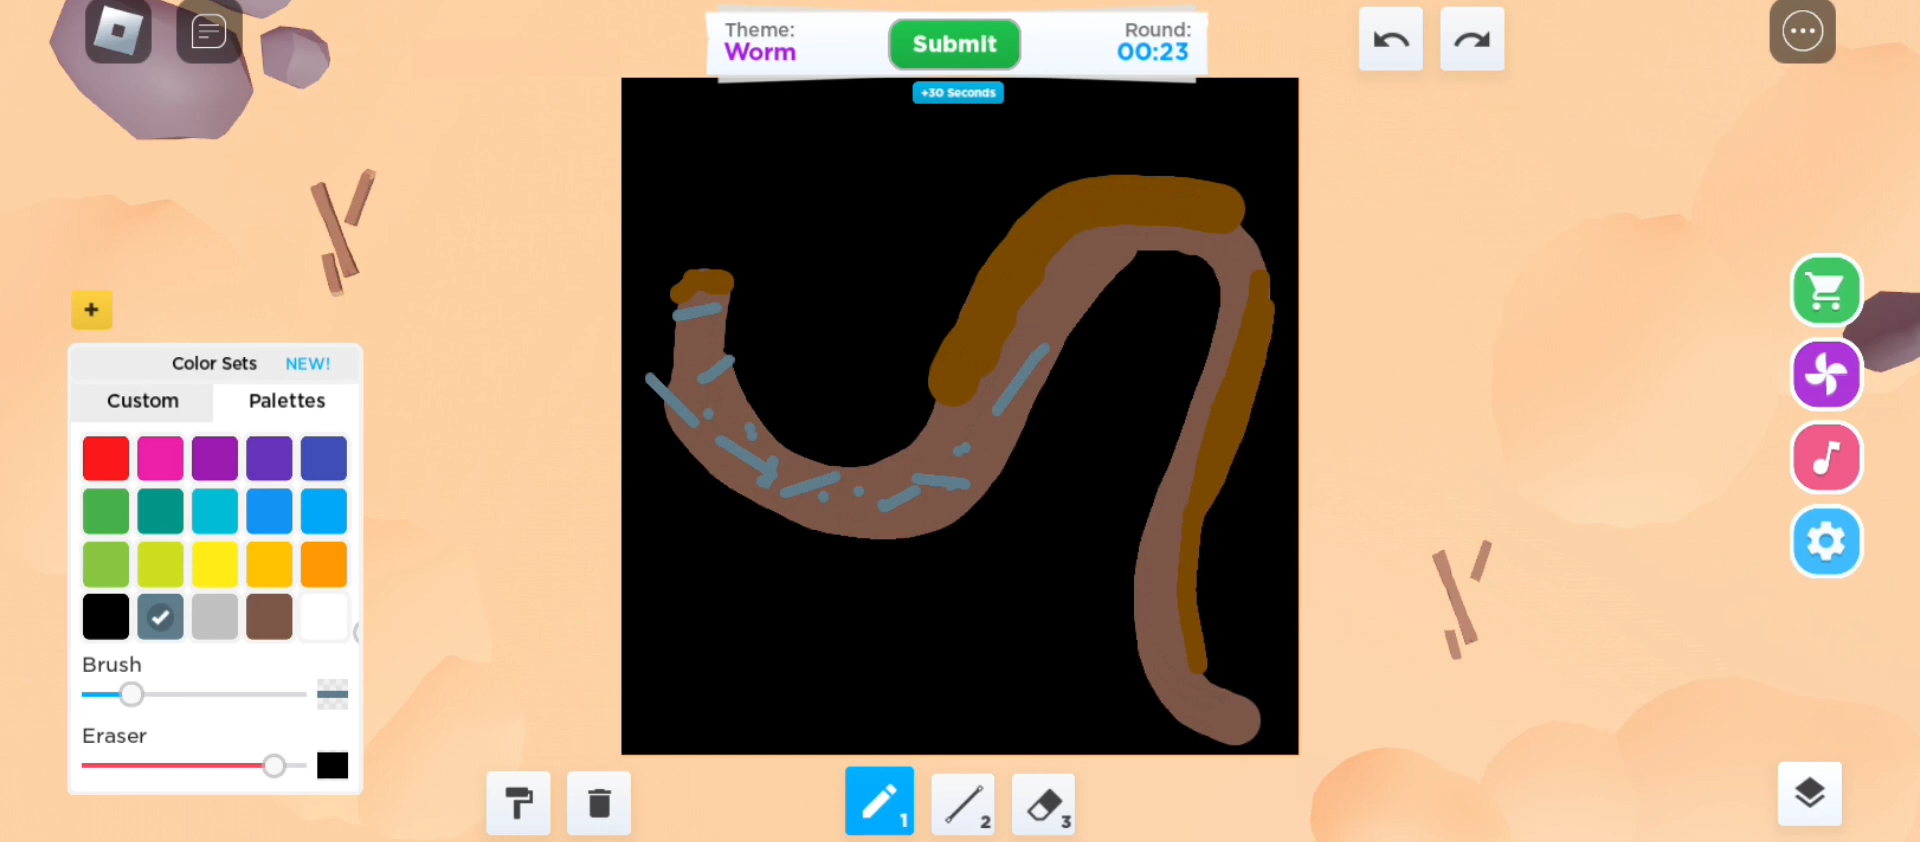 Theme:
Worm
Submit
Round:
00:23
+30 Seconds
+
Color Sets NEW!
Custom Palettes
Brush
Eraser
1
2
3